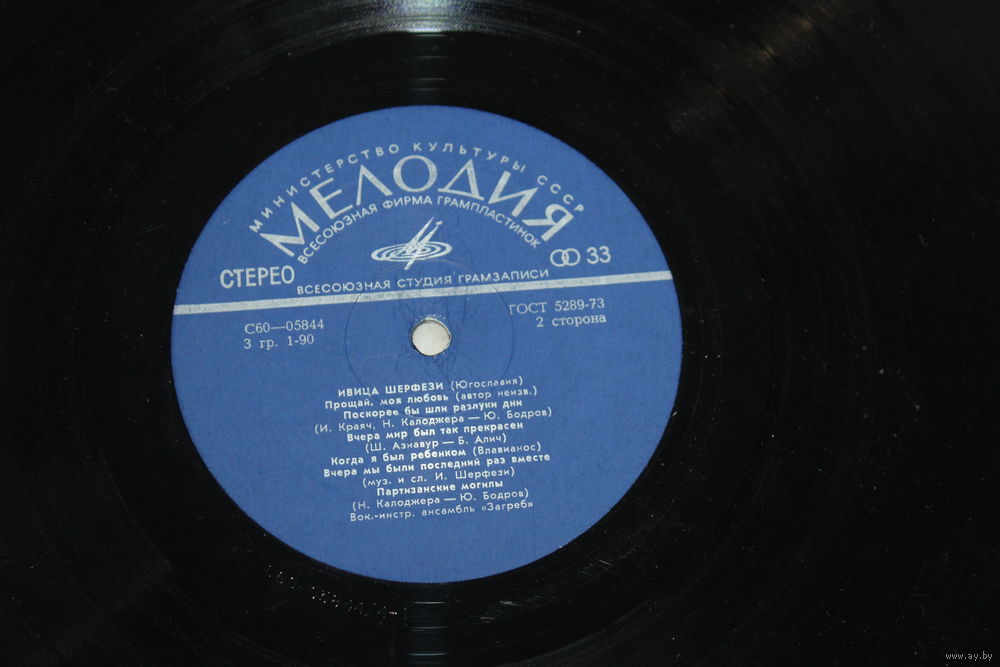 МИНИСТЕРСТВО КУЛЬТУРЫ СССР
МЕЛОДИЯ
ВСЕСОЮЗНАЯ ФИРМА ГРАМПЛАСТИНОК
СТЕРЕО
33
ВСЕСОЮЗНАЯ СТУДИЯ ГРАМЗАПИСИ
С60—05844
3 гр. 1-90
ГОСТ 5289-73
2 сторона
ИВИЦА ШЕРФЕЗИ (Югославия)
Прощай, моя любовь (автор неизв.)
Поскорее бы шли разлуки дни
(И. Краяч, Н. Калоджера — Ю. Бодров)
Вчера мир был так прекрасен
(Ш. Азнавур — Б. Алич)
Когда я был ребенком (Влавианос)
Вчера мы были последний раз вместе
(муз. и сл. И. Шерфези)
Партизанские могилы
(Н. Калоджера — Ю. Бодров)
Вок.-инстр. ансамбль «Загреб»
www.ay.by